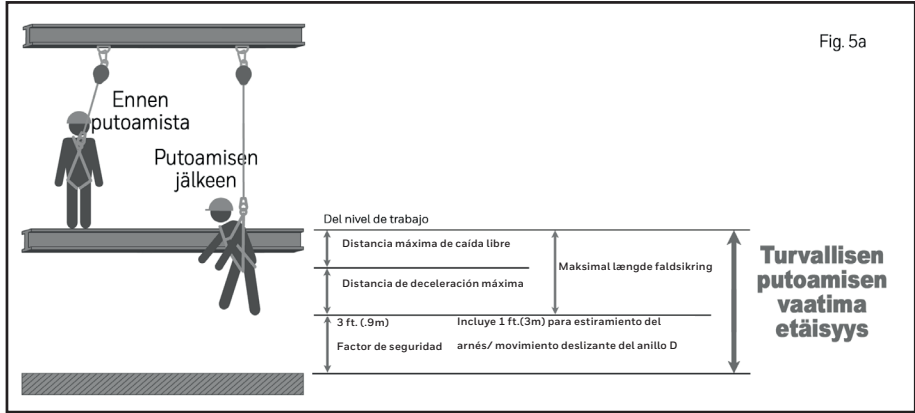 Fig. 5a
Ennen
putoamista
Putoamisen
jälkeen
Del nivel de trabajo
Distancia máxima de caída libre
Maksimal længde faldsikring
Distancia de deceleración máxima
3 ft. (.9m) Incluye 1 ft.(3m) para estiramiento del
Factor de seguridad arnés/ movimiento deslizante del anillo D
Turvallisen
putoamisen
vaatima
etäisyys